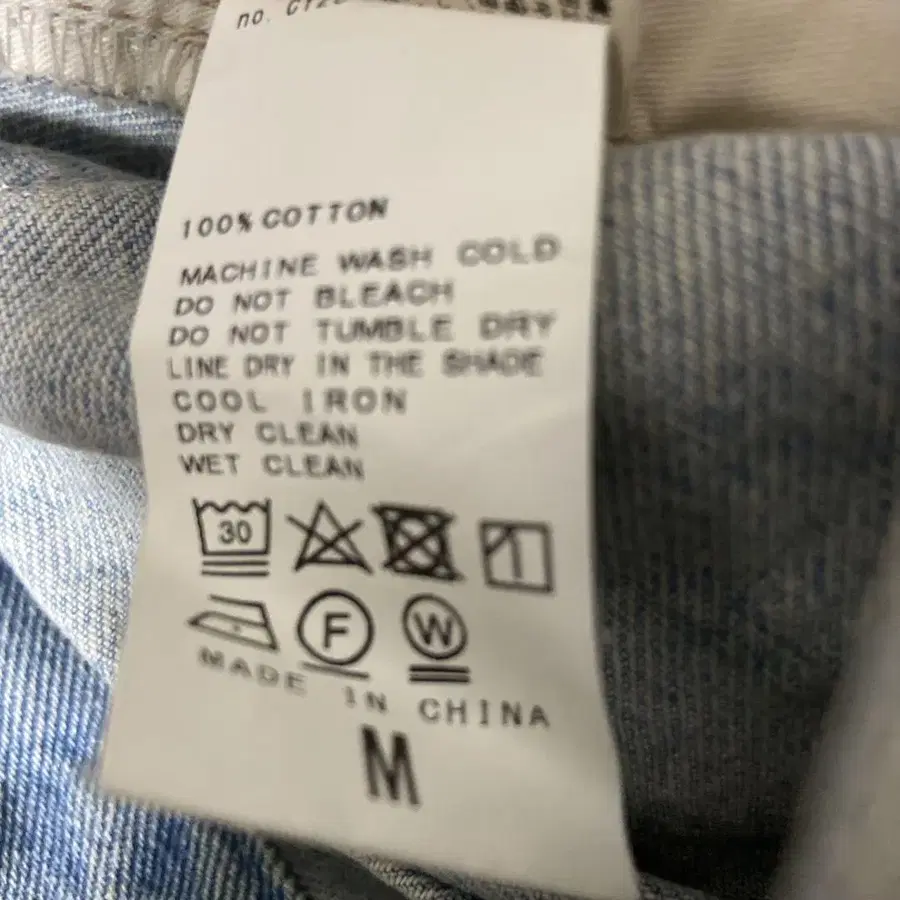 no.
100% COTTON
MACHINE WASH COLD
DO NOT BLEACH
DO NOT TUMBLE DRY
LINE DRY IN THE SHADE
COOL IRON
DRY CLEAN
WET CLEAN
30
F W
MADE IN CHINA
M